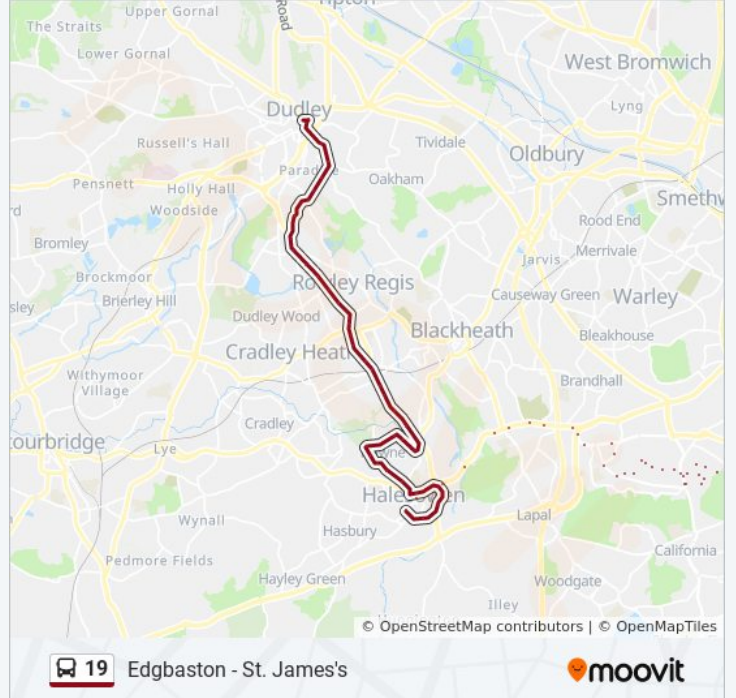 Tipton
Upper Gornal
The Straits
Road
Lower Gornal
West Bromwich
Lyng
Dudley
Russell's Hall
Tividale
Oldbury
Pensnett
Holly Hall
Oakham
Smethw
Woodside
Rood End
Bromley
Merrivale
Jarvis
Brockmoor
Rowley Regis
Causeway Green
Warley
Brierley Hill
sley
Dudley Wood
Blackheath
Bleakhouse
Cradley Heath
Withymoor
Village
Brandhall
Cradley
ourbridge
Lye
Halesowen
Lapal
Wynall
Hasbury
California
Pedmore Fields
Hayley Green
Woodgate
Illey
© OpenStreetMap contributors | © OpenMapTiles
19 Edgbaston - St. James's
moovit